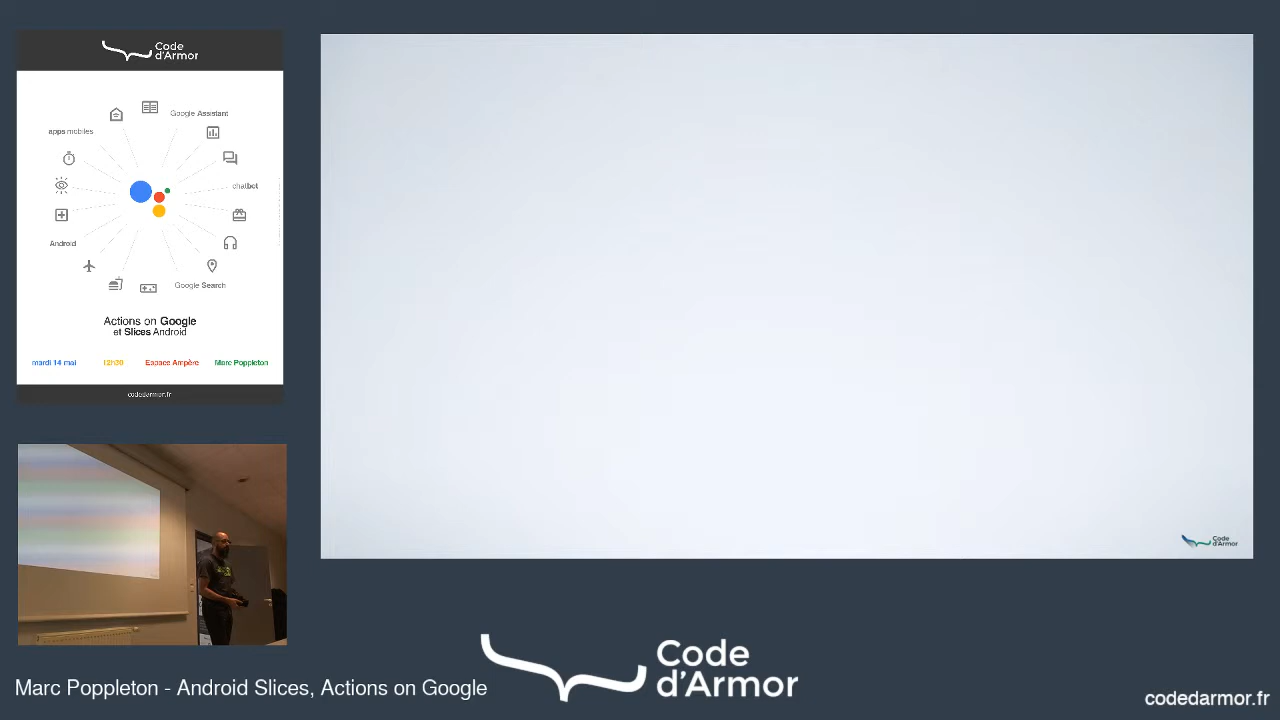 Code
d'Armor
Google Assistant
apps mobiles
chatbot
Android
Google Search
Actions on Google
et Slices Android
mardi 14 mai
12h30
Espace Ampère
Marc Poppleton
codedarmor.fr
Code
d'Armor
Marc Poppleton - Android Slices, Actions on Google
Code
d'Armor
codedarmor.fr